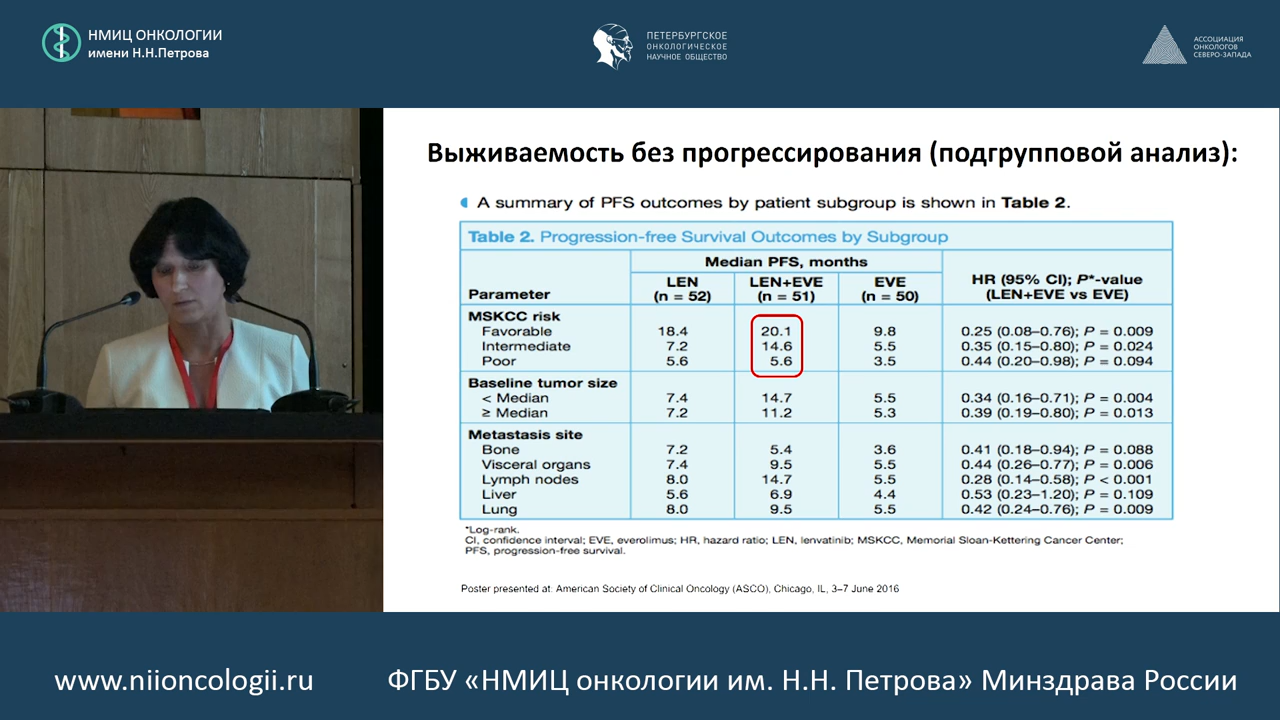 НМИЦ ОНКОЛОГИИ
имени Н.Н.Петрова
ПЕТЕРБУРГСКОЕ
ОНКОЛОГИЧЕСКОЕ
НАУЧНОЕ ОБЩЕСТВО
АССОЦИАЦИЯ
ОНКОЛОГОВ
СЕВЕРО-ЗАПАДА
Выживаемость без прогрессирования (подгрупповой анализ):
A summary of PFS outcomes by patient subgroup is shown in Table 2.
Table 2. Progression-free Survival Outcomes by Subgroup
Median PFS, months
Parameter LEN (n = 52) LEN+EVE (n = 51) EVE (n = 50) HR (95% CI); P*-value (LEN+EVE vs EVE)
MSKCC risk
Favorable 18.4 20.1 9.8 0.25 (0.08–0.76); P = 0.009
Intermediate 7.2 14.6 5.5 0.35 (0.15–0.80); P = 0.024
Poor 5.6 5.6 3.5 0.44 (0.20–0.98); P = 0.094
Baseline tumor size
< Median 7.4 14.7 5.5 0.34 (0.16–0.71); P = 0.004
≥ Median 7.2 11.2 5.3 0.39 (0.19–0.80); P = 0.013
Metastasis site
Bone 7.2 5.4 3.6 0.41 (0.18–0.94); P = 0.088
Visceral organs 7.4 9.5 5.5 0.44 (0.26–0.77); P = 0.006
Lymph nodes 8.0 14.7 5.5 0.28 (0.14–0.58); P < 0.001
Liver 5.6 6.9 4.4 0.53 (0.23–1.20); P = 0.109
Lung 8.0 9.5 5.5 0.42 (0.24–0.76); P = 0.009
*Log-rank.
CI, confidence interval; EVE, everolimus; HR, hazard ratio; LEN, lenvatinib; MSKCC, Memorial Sloan-Kettering Cancer Center;
PFS, progression-free survival.
Poster presented at: American Society of Clinical Oncology (ASCO), Chicago, IL, 3–7 June 2016
www.niioncologii.ru
ФГБУ «НМИЦ онкологии им. Н.Н. Петрова» Минздрава России